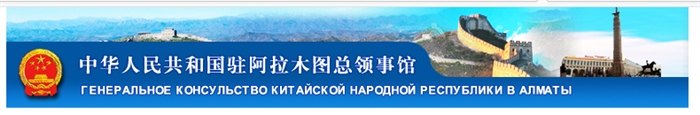 中华人民共和国驻阿拉木图总领事馆
ГЕНЕРАЛЬНОЕ КОНСУЛЬСТВО КИТАЙСКОЙ НАРОДНОЙ РЕСПУБЛИКИ В АЛМАТЫ